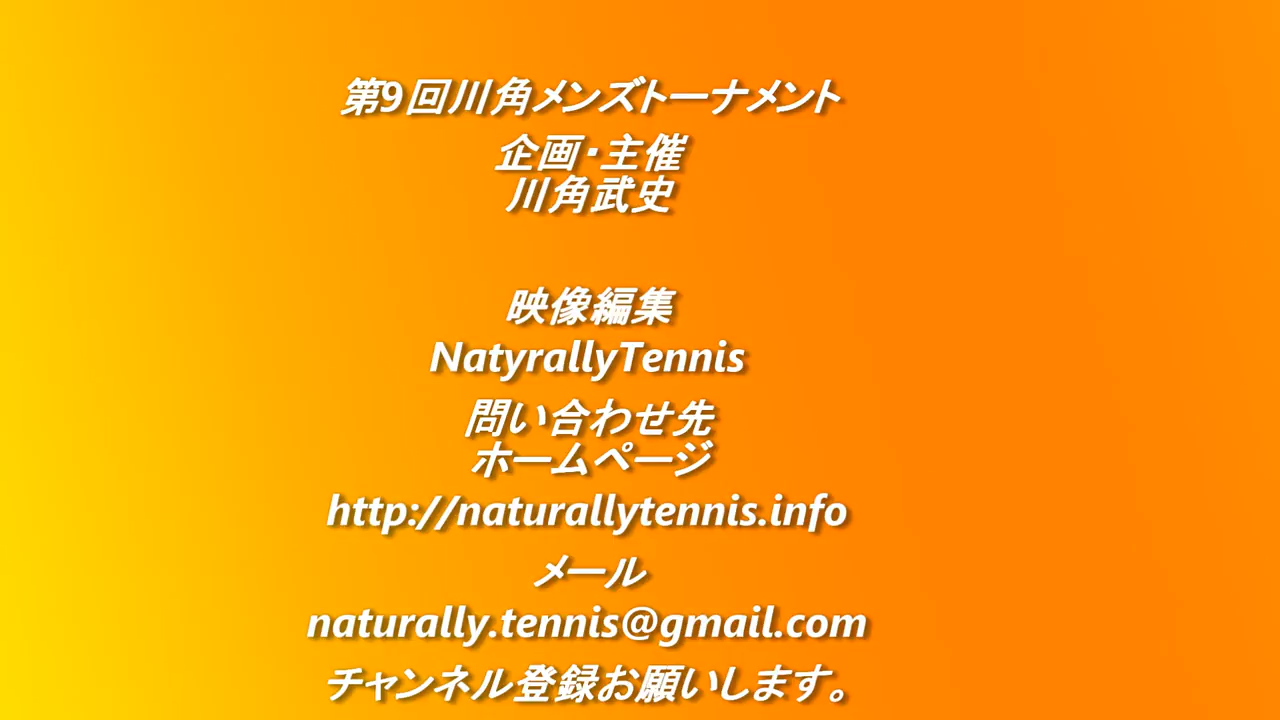 第9回川角メンズトーナメント
企画・主催
川角武史
映像編集
NatyrallyTennis
問い合わせ先
ホームページ
http://naturallytennis.info
メール
naturally.tennis@gmail.com
チャンネル登録お願いします。